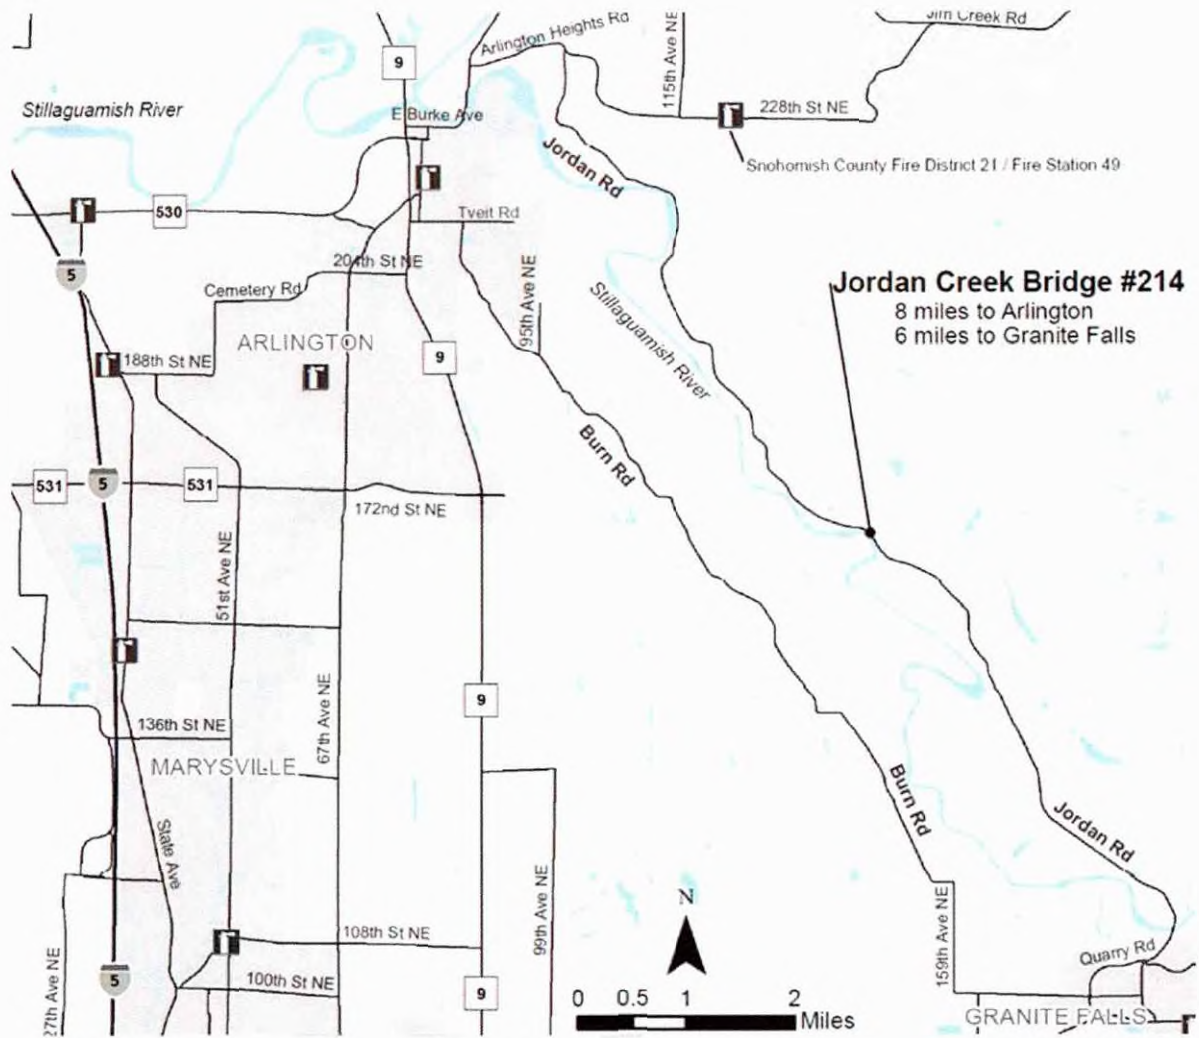 Jim Creek Rd
Arlington Heights Rd
115th Ave NE
9
Stillaguamish River
E Burke Ave
228th St NE
Jordan Rd
Snohomish County Fire District 21 / Fire Station 49
530
Tveit Rd
5
204th St NE
95th Ave NE
Cemetery Rd
Jordan Creek Bridge #214
8 miles to Arlington
6 miles to Granite Falls
Stillaguamish River
ARLINGTON
188th St NE
9
Burn Rd
531
5
531
172nd St NE
51st Ave NE
67th Ave NE
9
136th St NE
MARYSVILLE
Burn Rd
Jordan Rd
State Ave
99th Ave NE
N
159th Ave NE
108th St NE
Quarry Rd
27th Ave NE
5
100th St NE
9
0 0.5 1 2
Miles
GRANITE FALLS